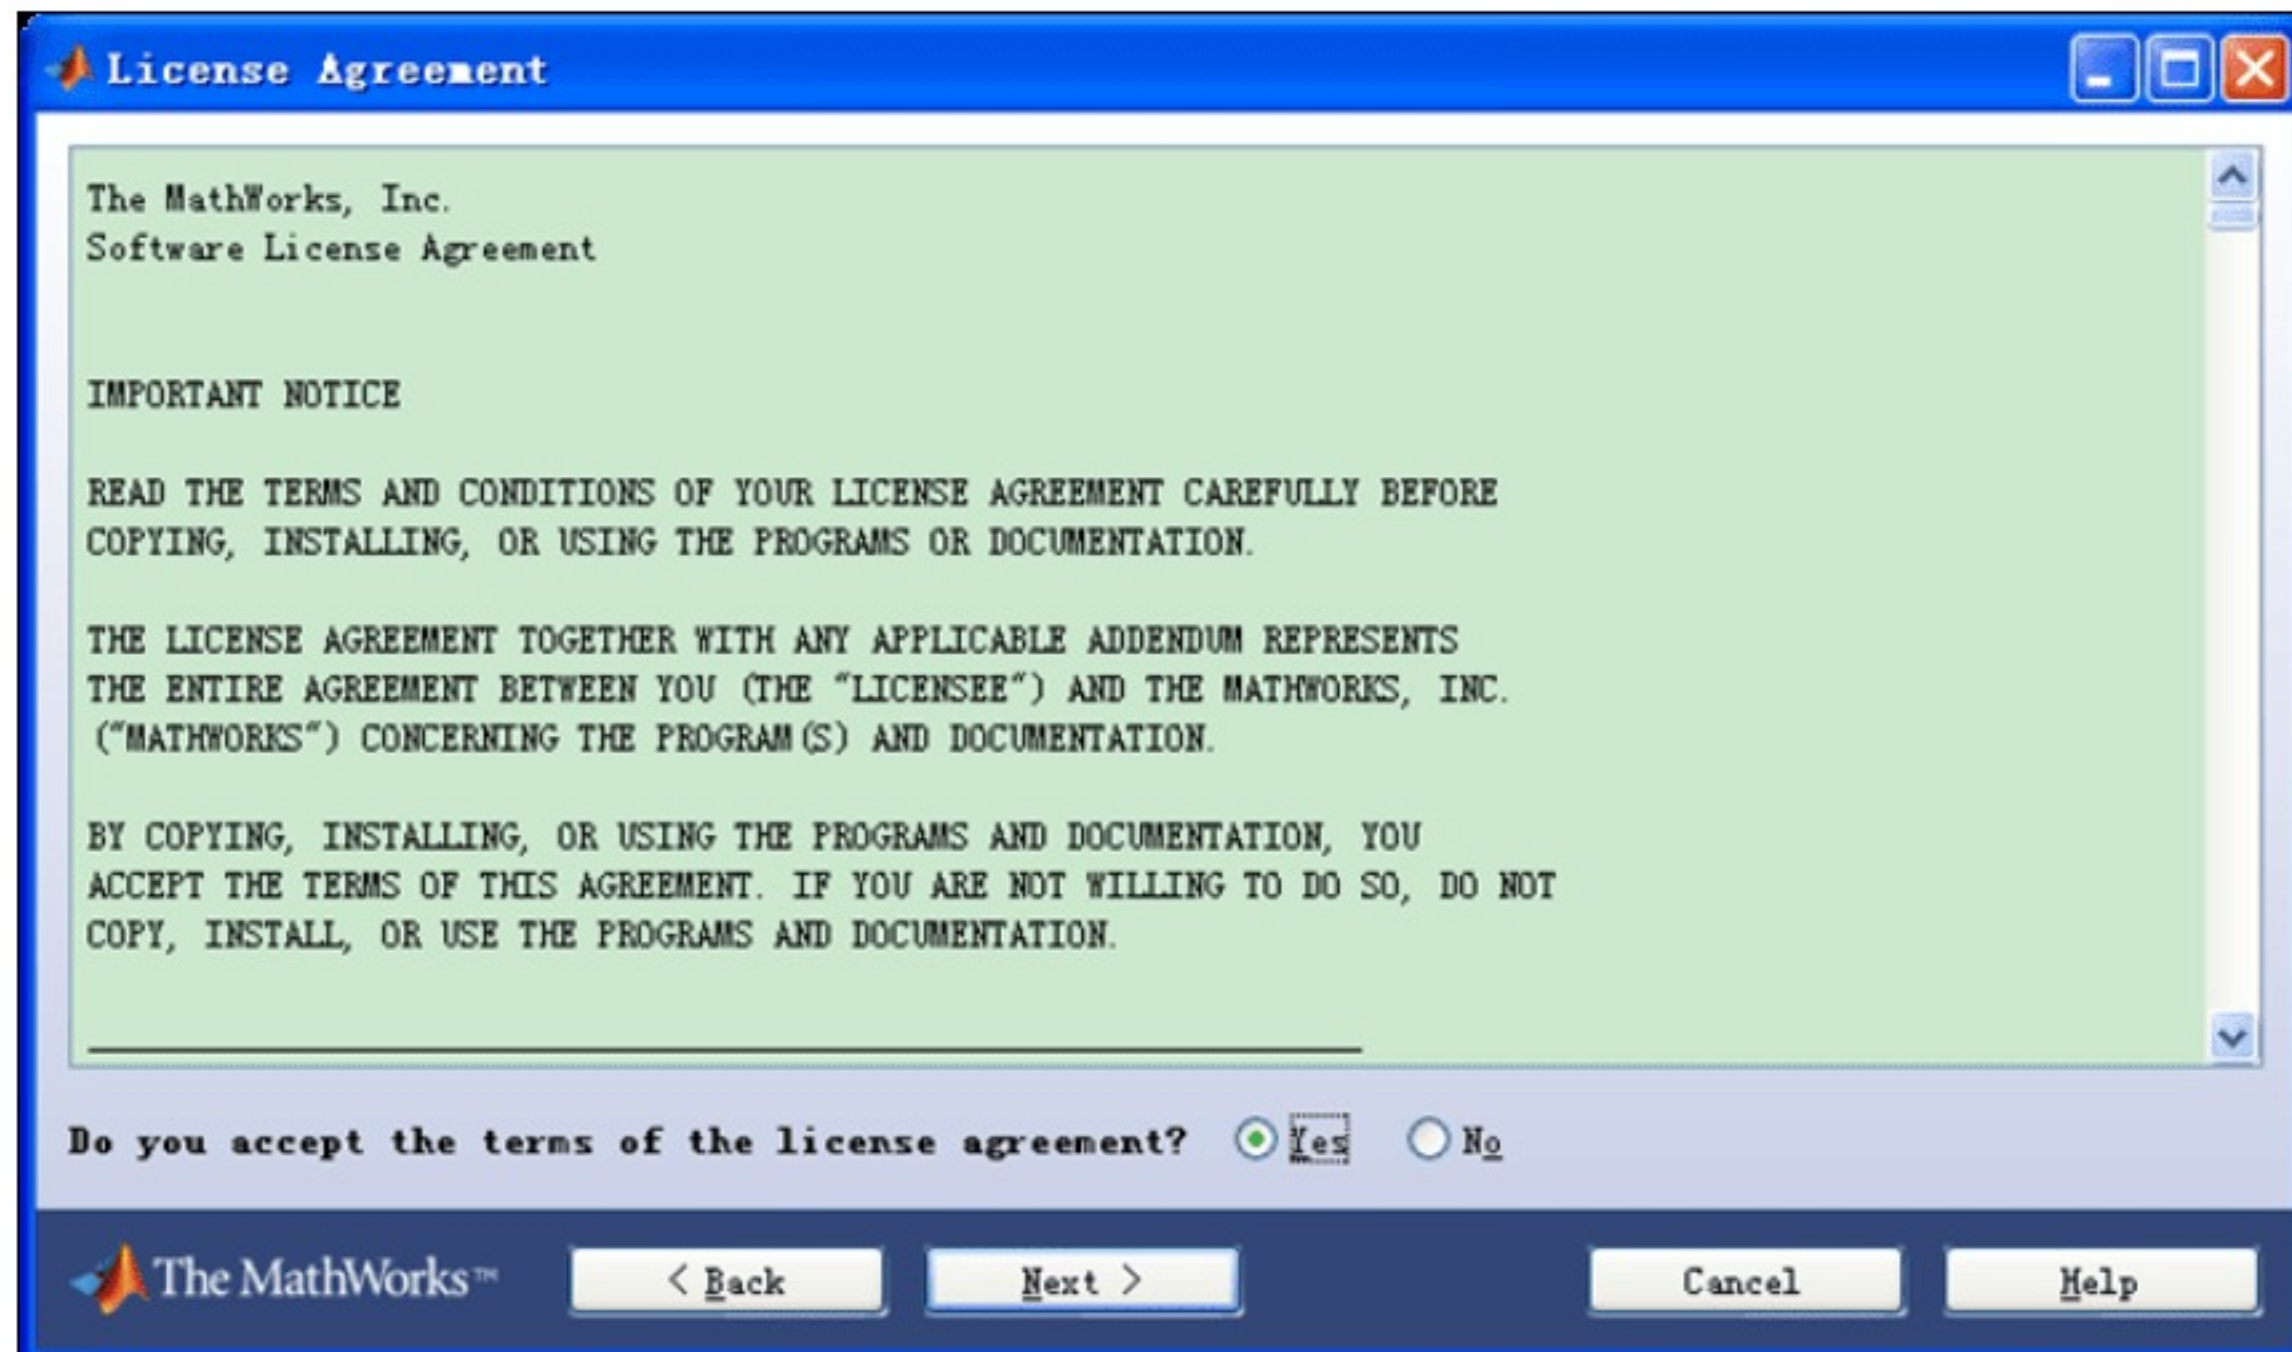 License Agreement
The MathWorks, Inc.
Software License Agreement
IMPORTANT NOTICE
READ THE TERMS AND CONDITIONS OF YOUR LICENSE AGREEMENT CAREFULLY BEFORE
COPYING, INSTALLING, OR USING THE PROGRAMS OR DOCUMENTATION.
THE LICENSE AGREEMENT TOGETHER WITH ANY APPLICABLE ADDENDUM REPRESENTS
THE ENTIRE AGREEMENT BETWEEN YOU (THE "LICENSEE") AND THE MATHWORKS, INC.
("MATHWORKS") CONCERNING THE PROGRAM(S) AND DOCUMENTATION.
BY COPYING, INSTALLING, OR USING THE PROGRAMS AND DOCUMENTATION, YOU
ACCEPT THE TERMS OF THIS AGREEMENT. IF YOU ARE NOT WILLING TO DO SO, DO NOT
COPY, INSTALL, OR USE THE PROGRAMS AND DOCUMENTATION.
Do you accept the terms of the license agreement? Yes No
The MathWorks™ < Back Next > Cancel Help